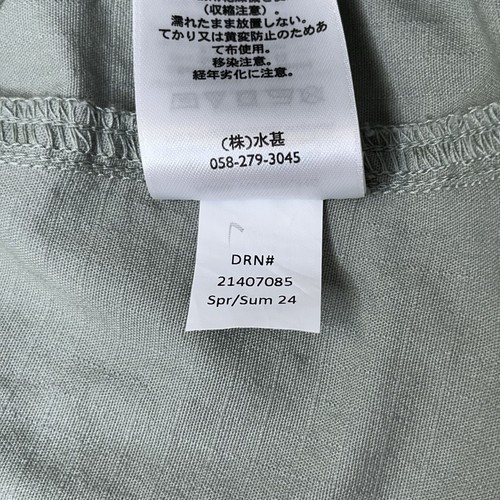 （収縮注意）。
濡れたまま放置しない。
てかり又は黄変防止のためあ
て布使用。
移染注意。
経年劣化に注意。
(株)水甚
058-279-3045
DRN#
21407085
Spr/Sum 24